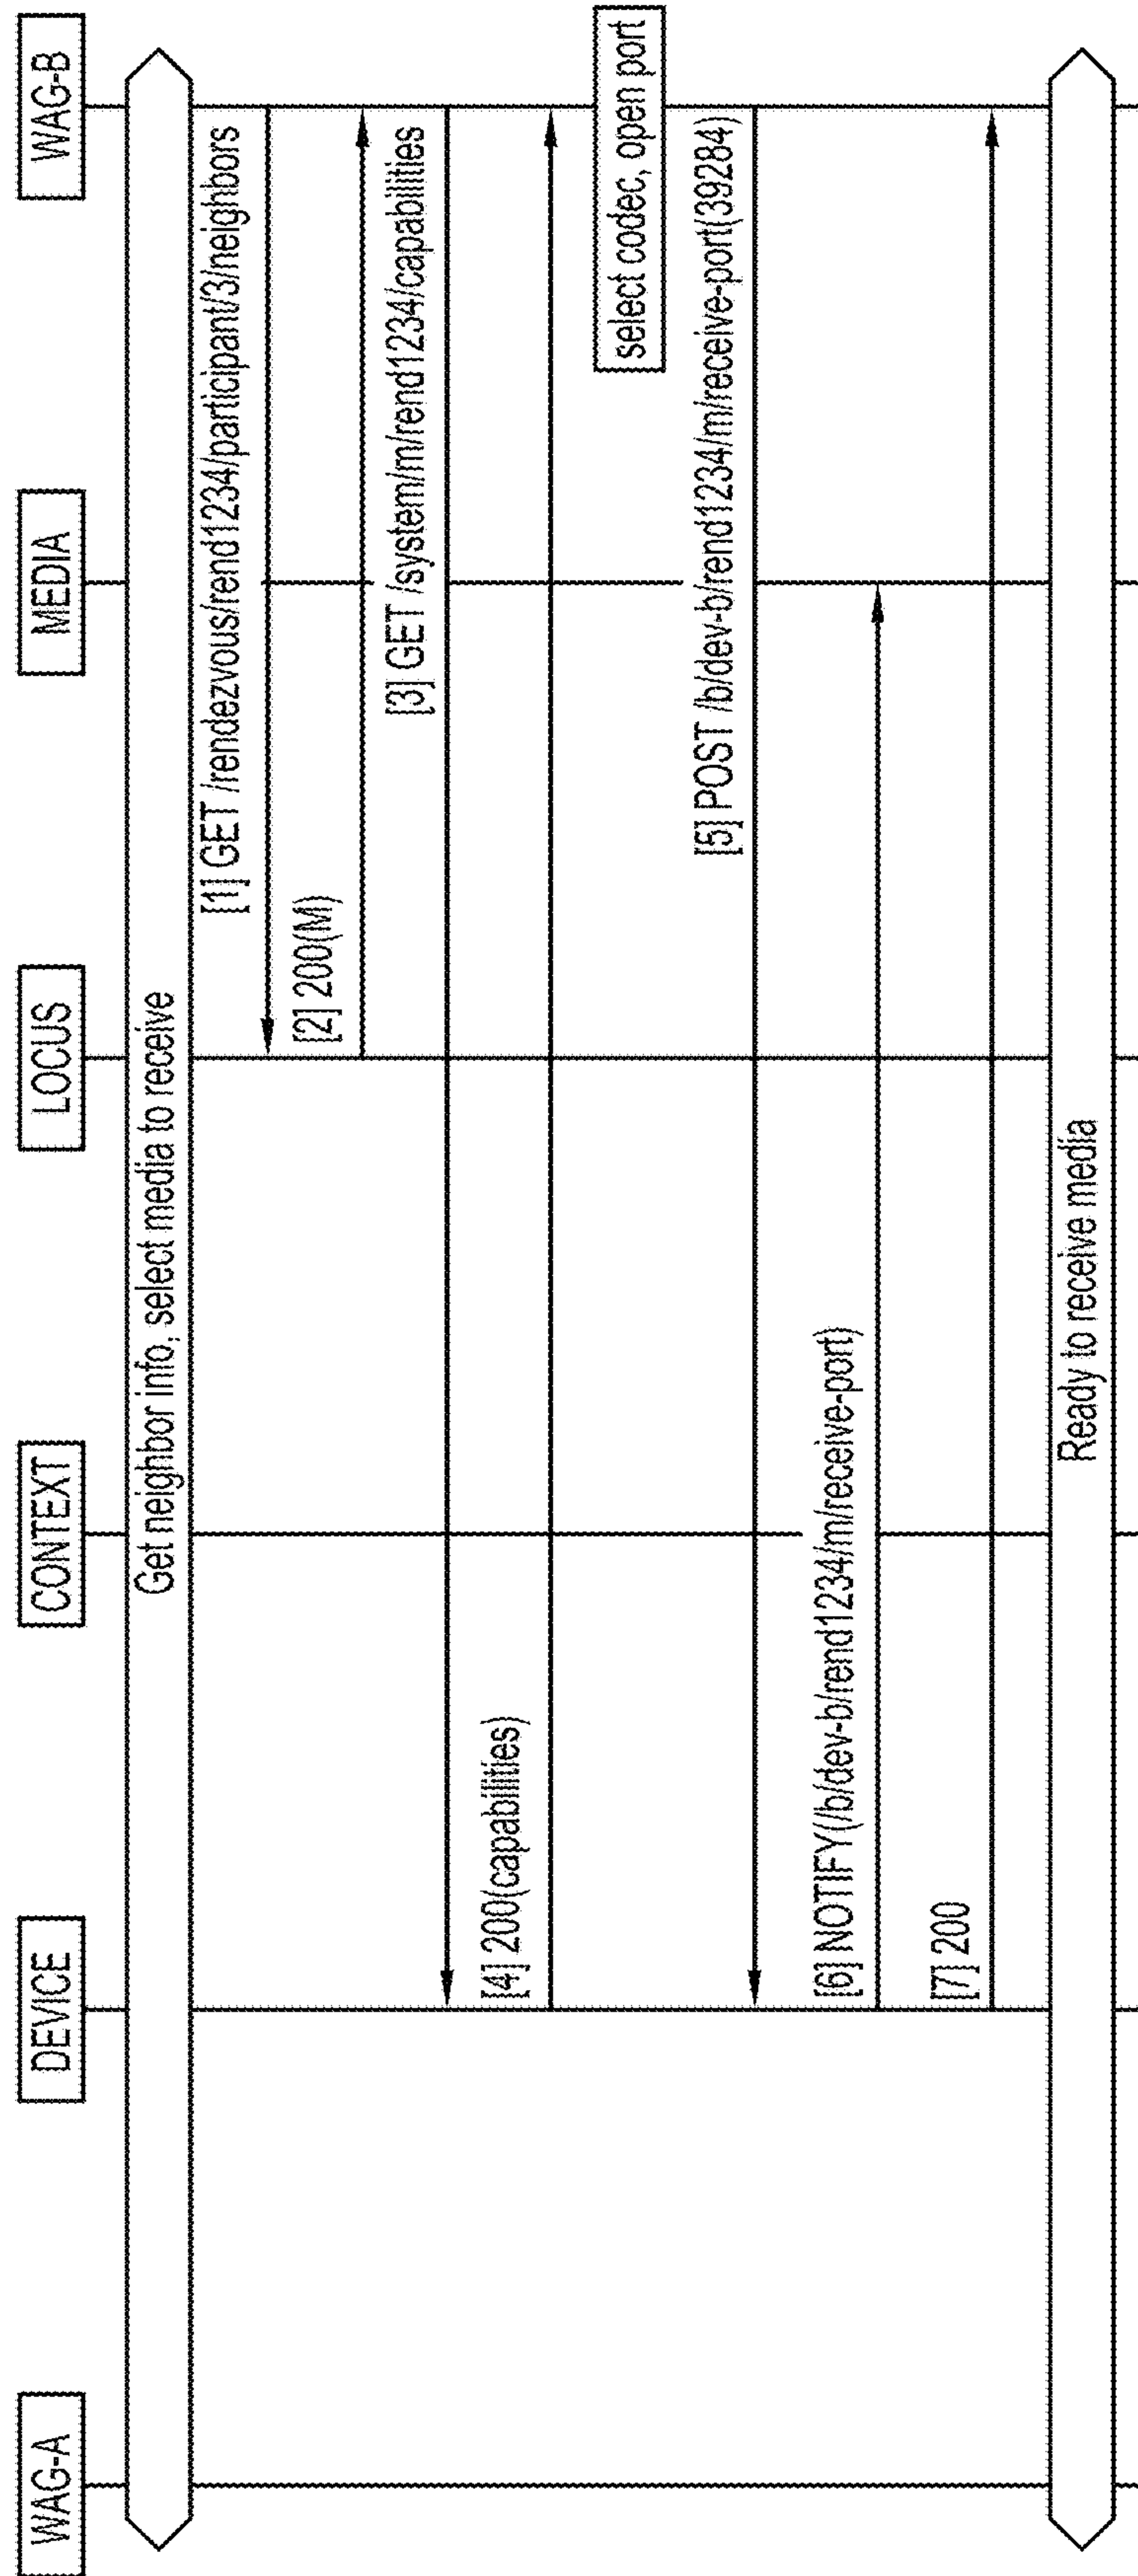 WAG-A
DEVICE
CONTEXT
LOCUS
MEDIA
WAG-B
Get neighbor info, select media to receive
[1] GET /rendezvous/rend1234/participant/3/neighbors
[2] 200(M)
[3] GET /system/m/rend1234/capabilities
[4] 200(capabilities)
select codec, open port
[5] POST /b/dev-b/rend1234/m/receive-port(39284)
[6] NOTIFY(/b/dev-b/rend1234/m/receive-port)
[7] 200
Ready to receive media